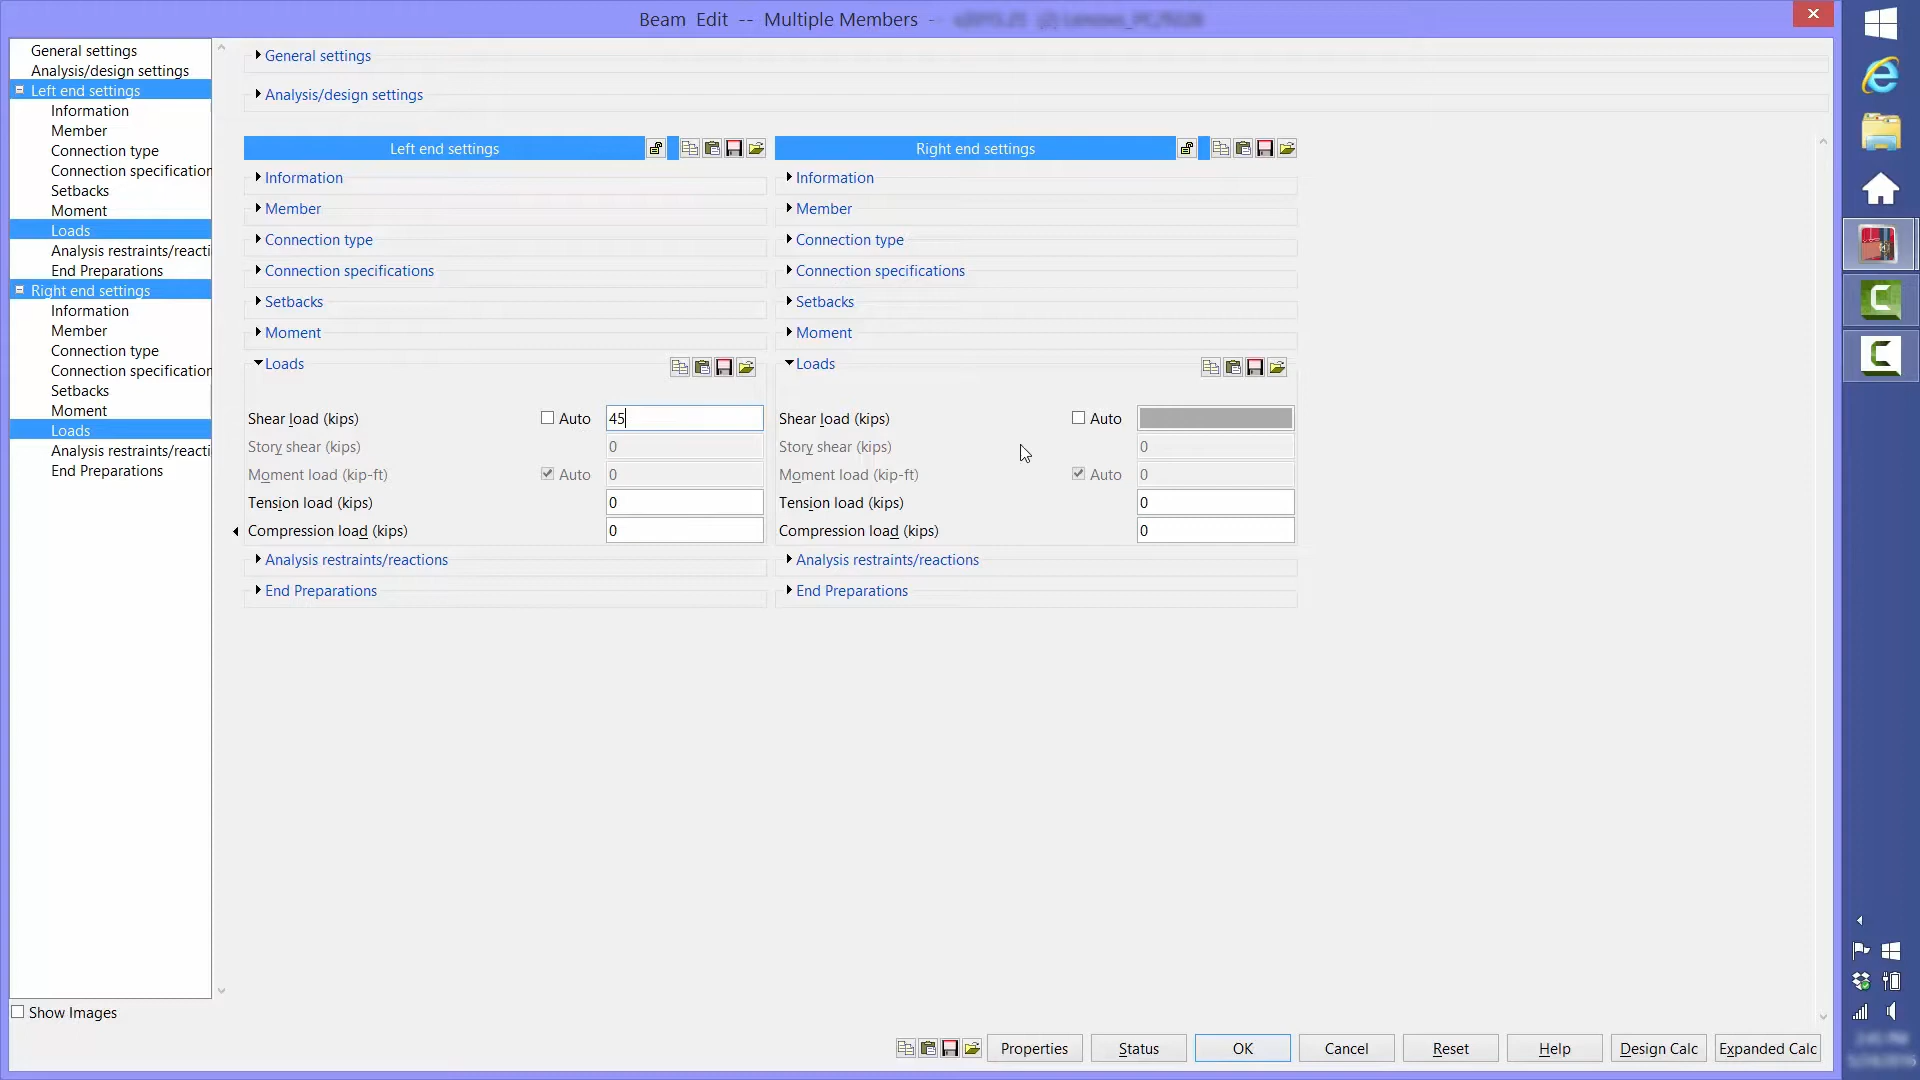 Beam Edit -- Multiple Members -
General settings
Analysis/design settings
Left end settings
Information
Member
Connection type
Connection specification
Setbacks
Moment
Loads
Analysis restraints/reacti
End Preparations
Right end settings
Information
Member
Connection type
Connection specification
Setbacks
Moment
Loads
Analysis restraints/reacti
End Preparations
Show Images
General settings
Analysis/design settings
Left end settings
Information
Member
Connection type
Connection specifications
Setbacks
Moment
Loads
Shear load (kips) Auto 45
Story shear (kips) 0
Moment load (kip-ft) Auto 0
Tension load (kips) 0
Compression load (kips) 0
Analysis restraints/reactions
End Preparations
Right end settings
Information
Member
Connection type
Connection specifications
Setbacks
Moment
Loads
Shear load (kips) Auto
Story shear (kips) 0
Moment load (kip-ft) Auto 0
Tension load (kips) 0
Compression load (kips) 0
Analysis restraints/reactions
End Preparations
Properties Status OK Cancel Reset Help Design Calc Expanded Calc